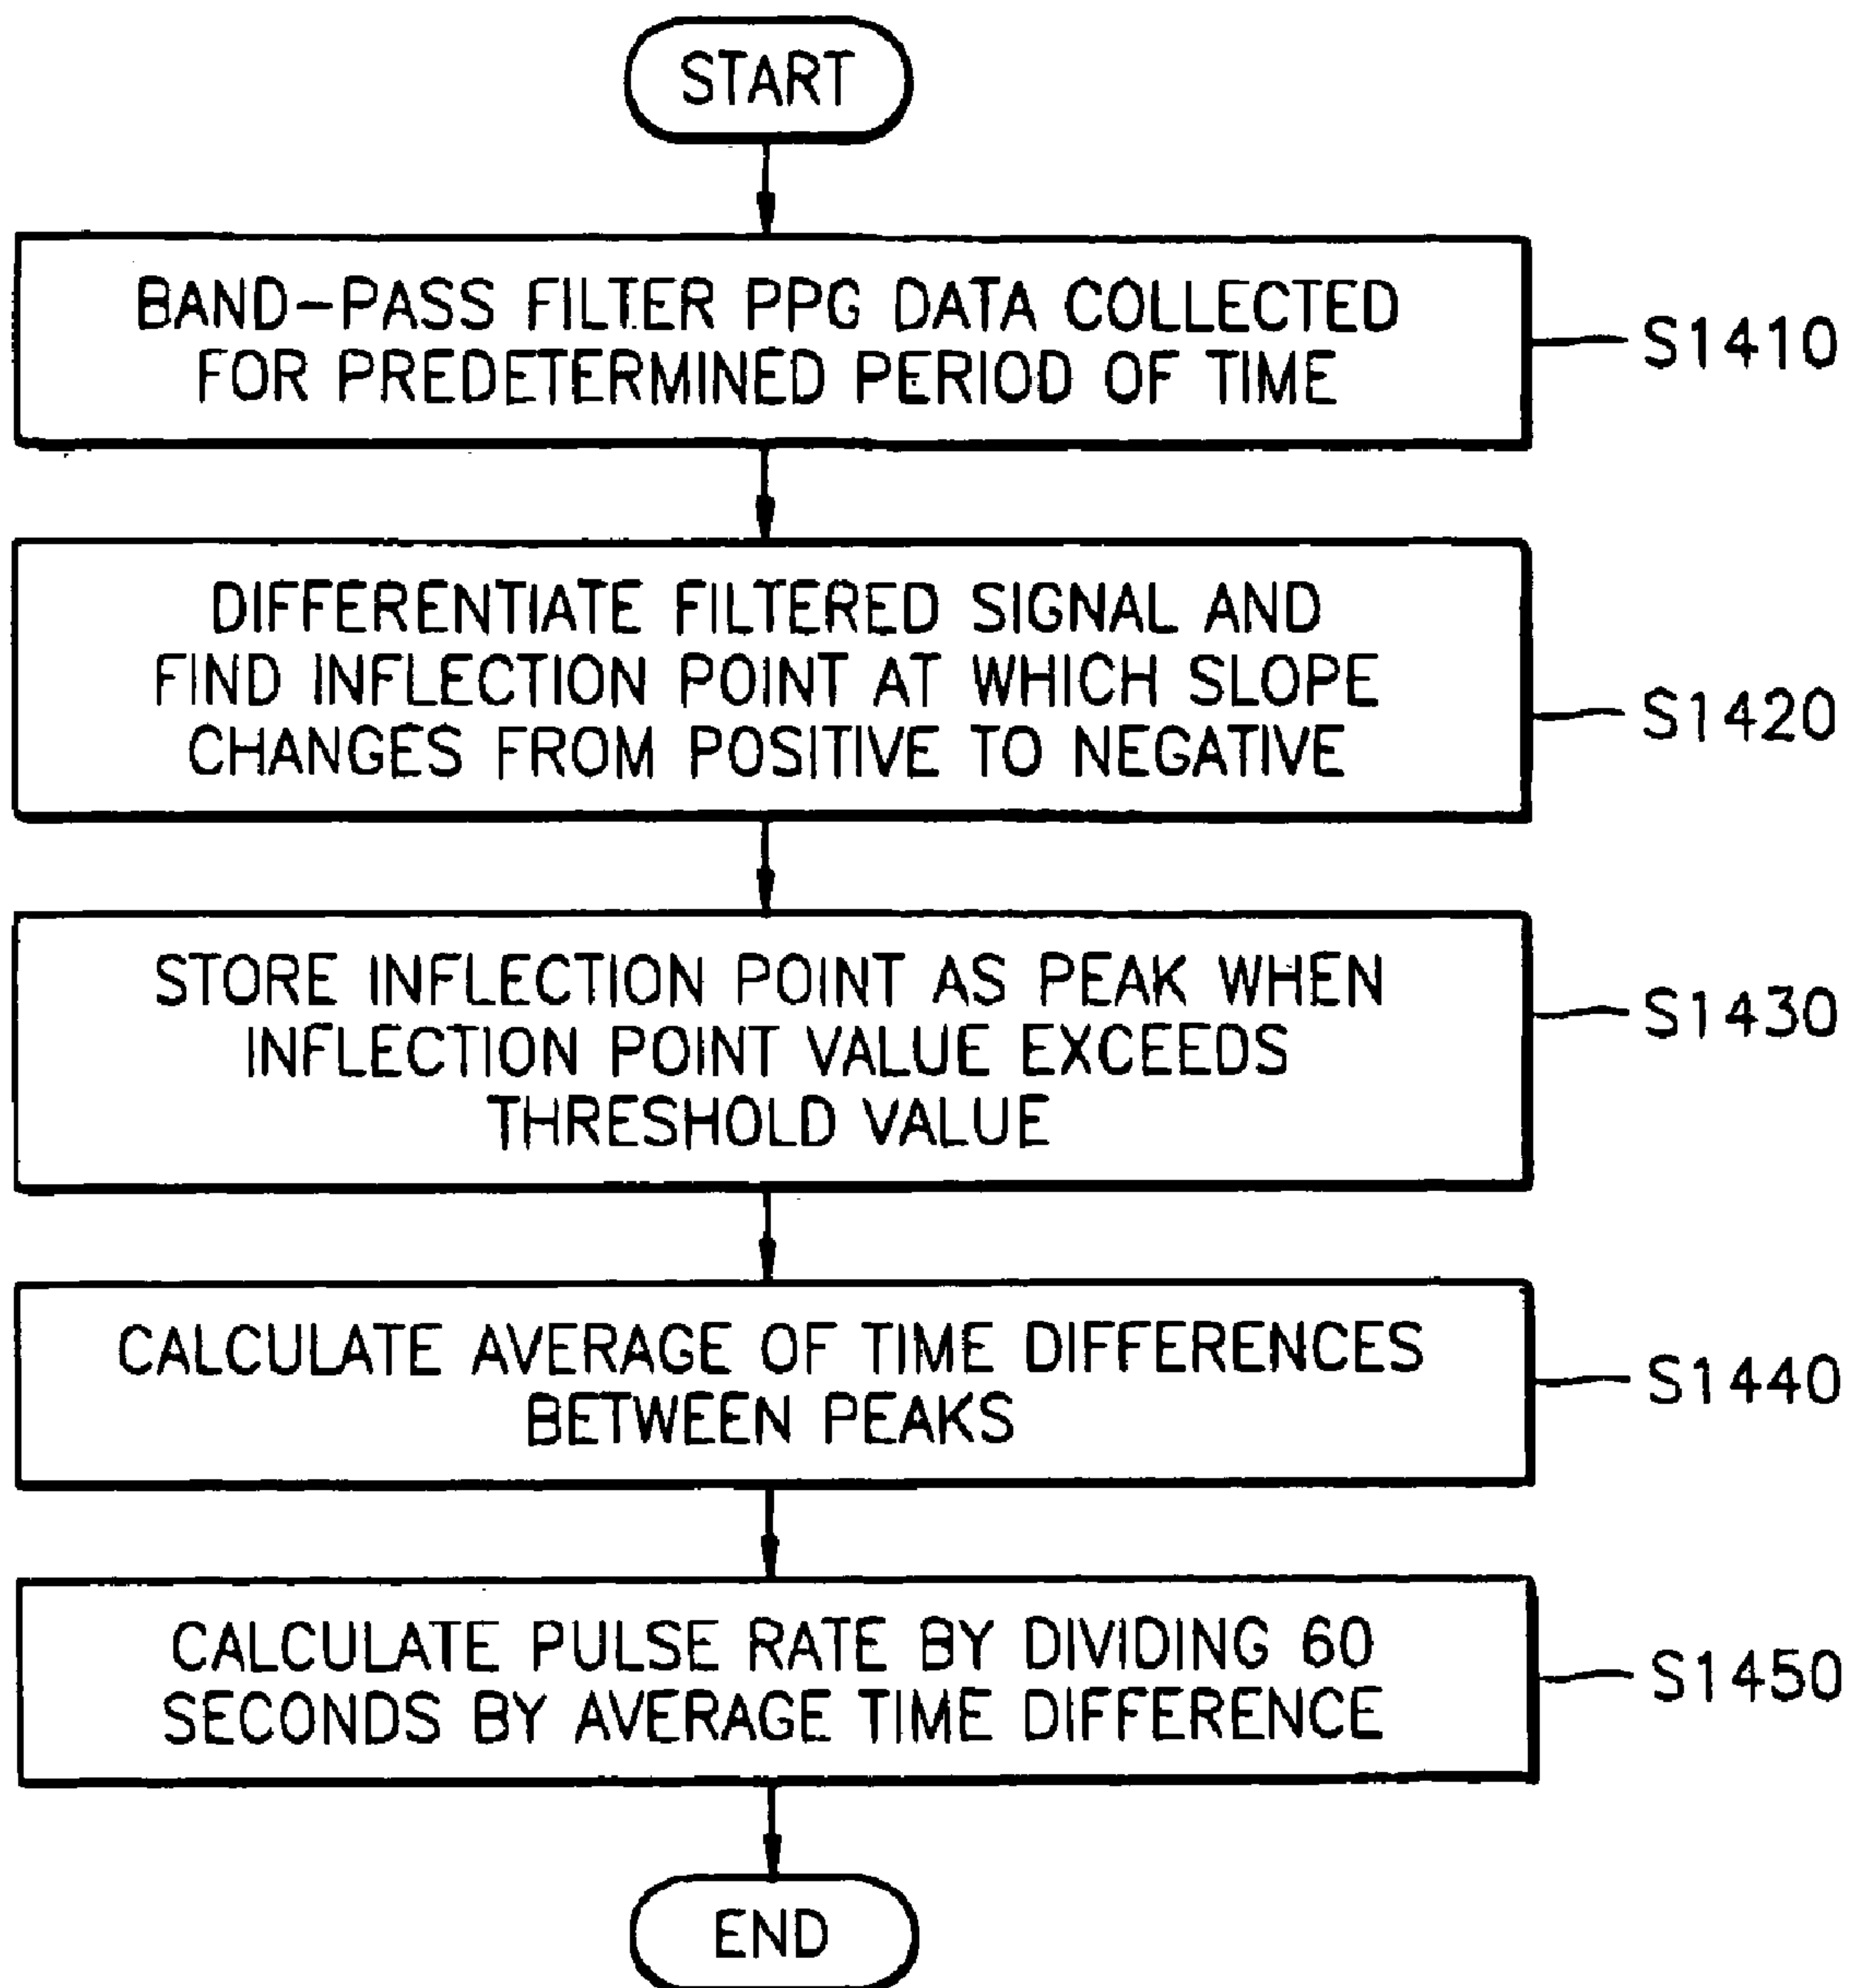 START
BAND-PASS FILTER PPG DATA COLLECTED
FOR PREDETERMINED PERIOD OF TIME
S1410
DIFFERENTIATE FILTERED SIGNAL AND
FIND INFLECTION POINT AT WHICH SLOPE
CHANGES FROM POSITIVE TO NEGATIVE
S1420
STORE INFLECTION POINT AS PEAK WHEN
INFLECTION POINT VALUE EXCEEDS
THRESHOLD VALUE
S1430
CALCULATE AVERAGE OF TIME DIFFERENCES
BETWEEN PEAKS
S1440
CALCULATE PULSE RATE BY DIVIDING 60
SECONDS BY AVERAGE TIME DIFFERENCE
S1450
END